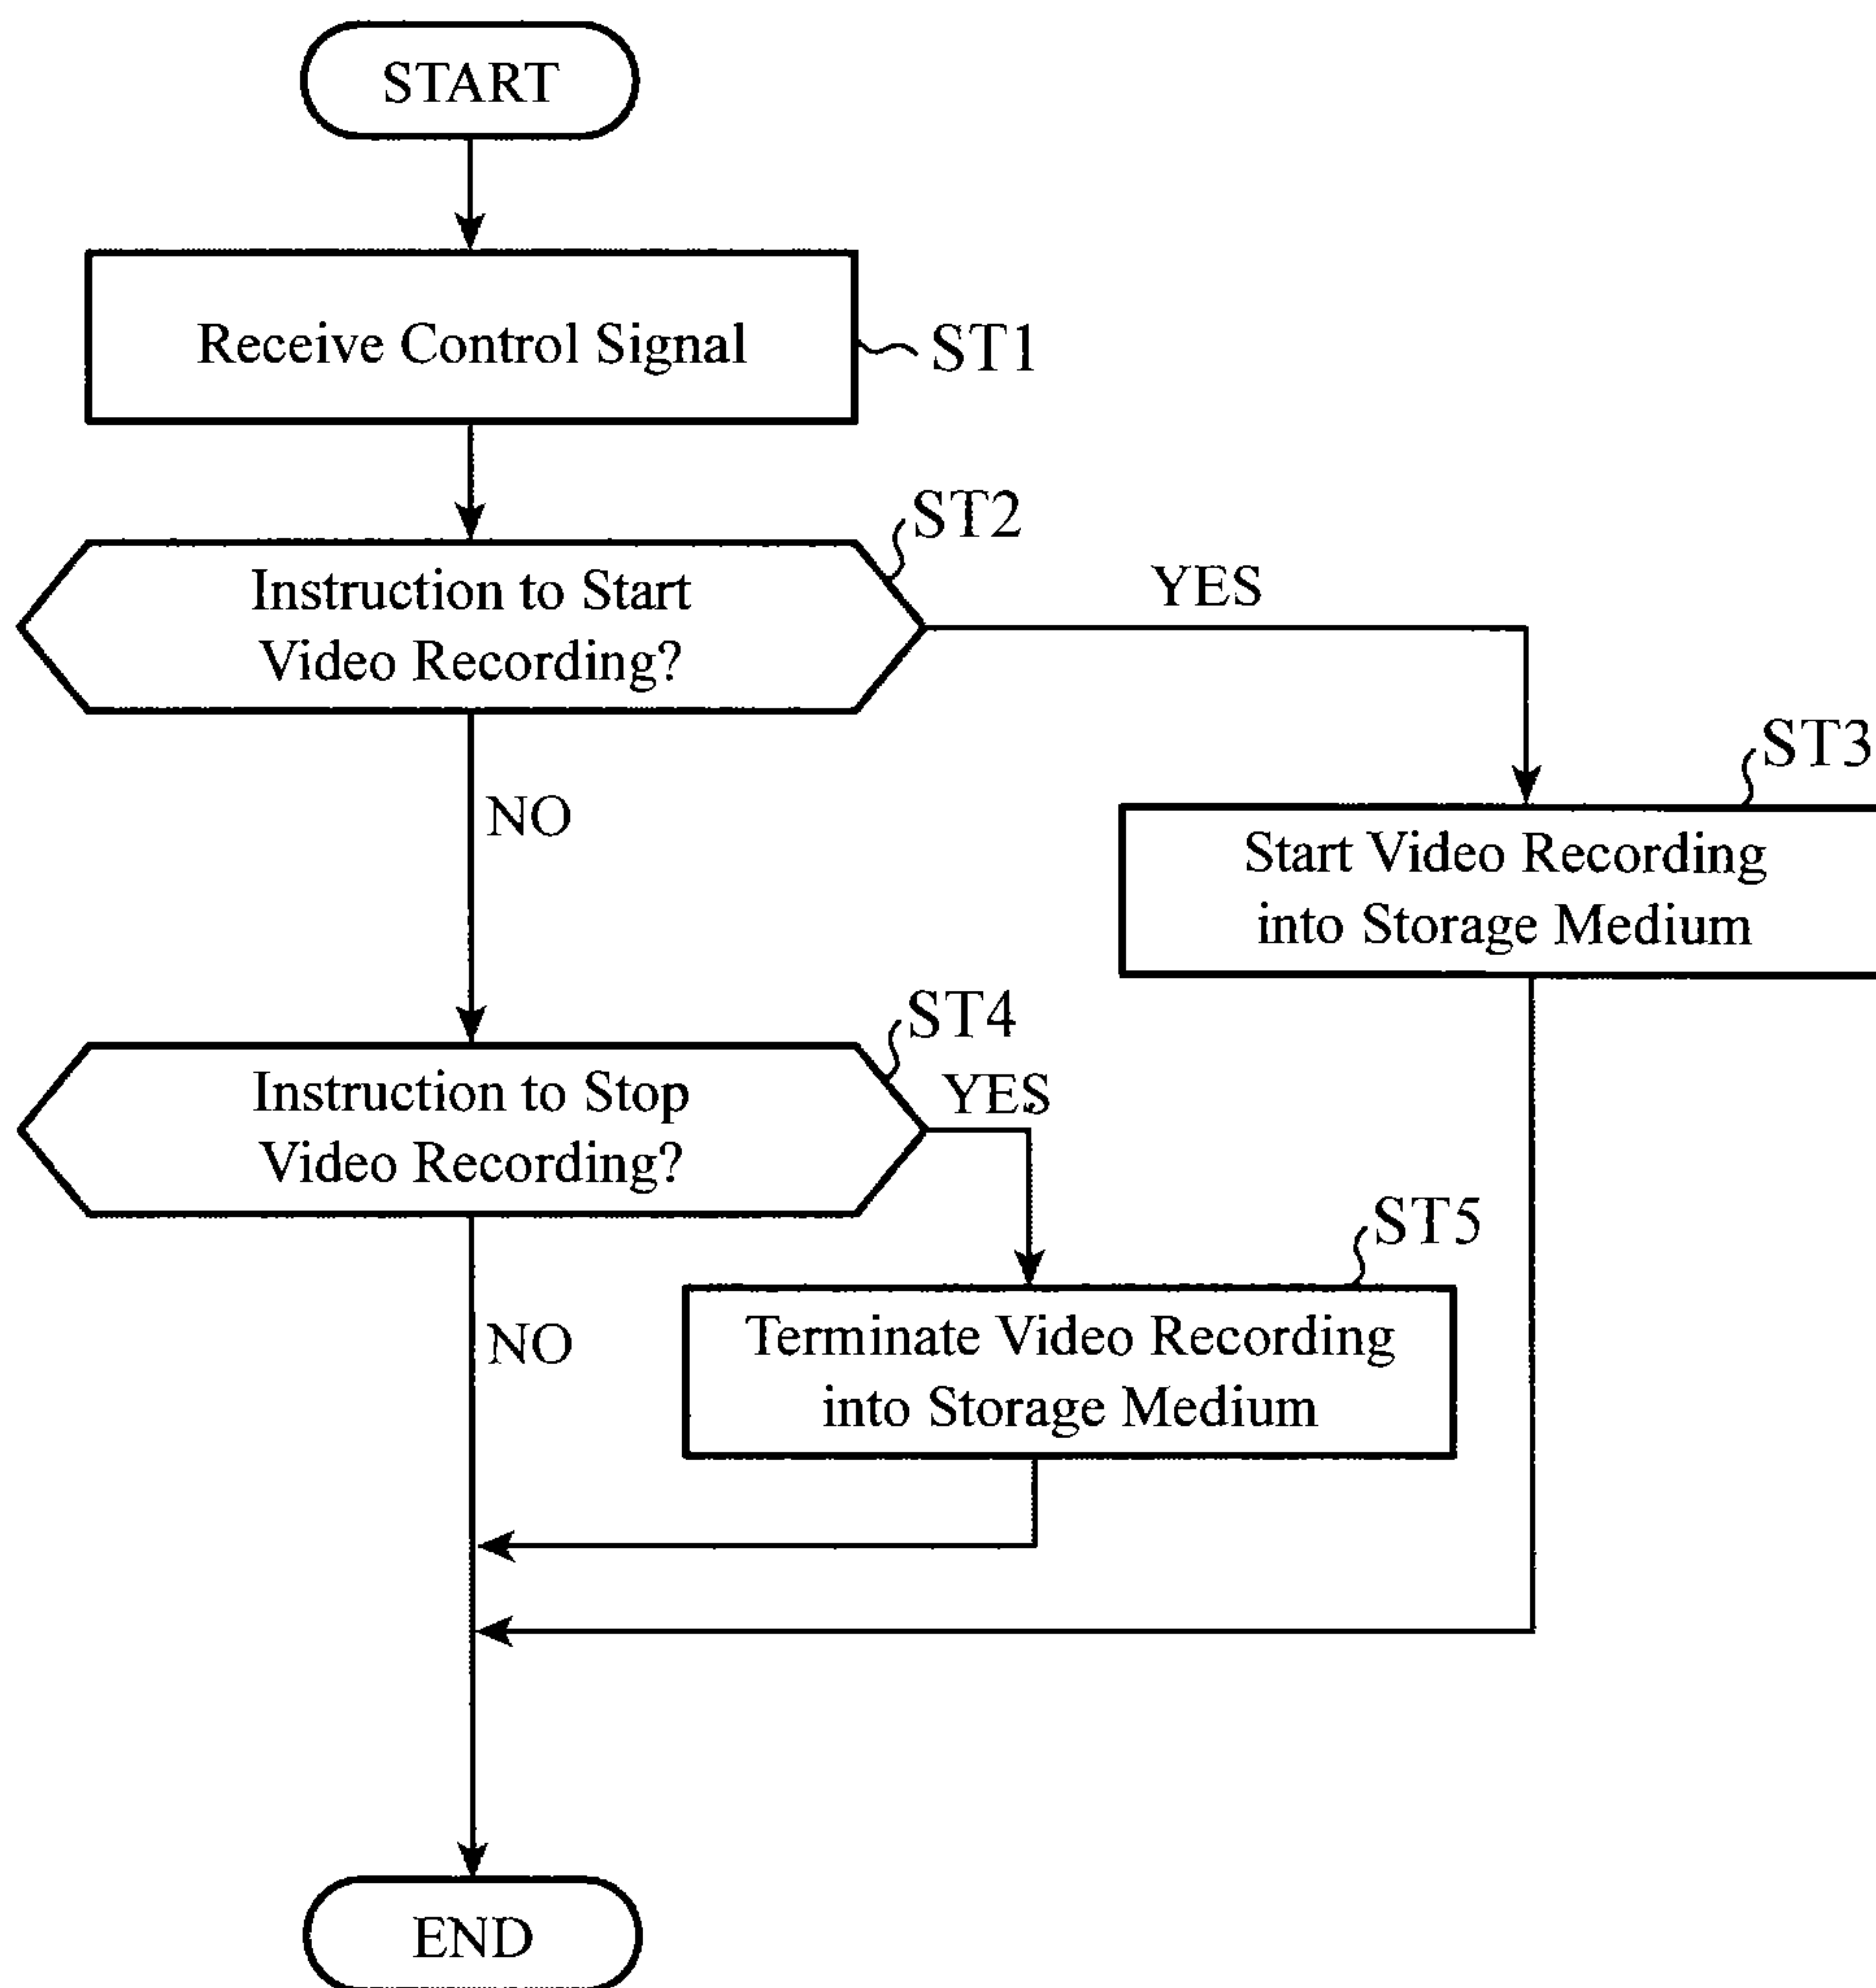 START
Receive Control Signal
ST1
ST2
Instruction to Start
Video Recording?
YES
NO
ST3
Start Video Recording
into Storage Medium
ST4
Instruction to Stop
Video Recording?
YES
NO
ST5
Terminate Video Recording
into Storage Medium
END